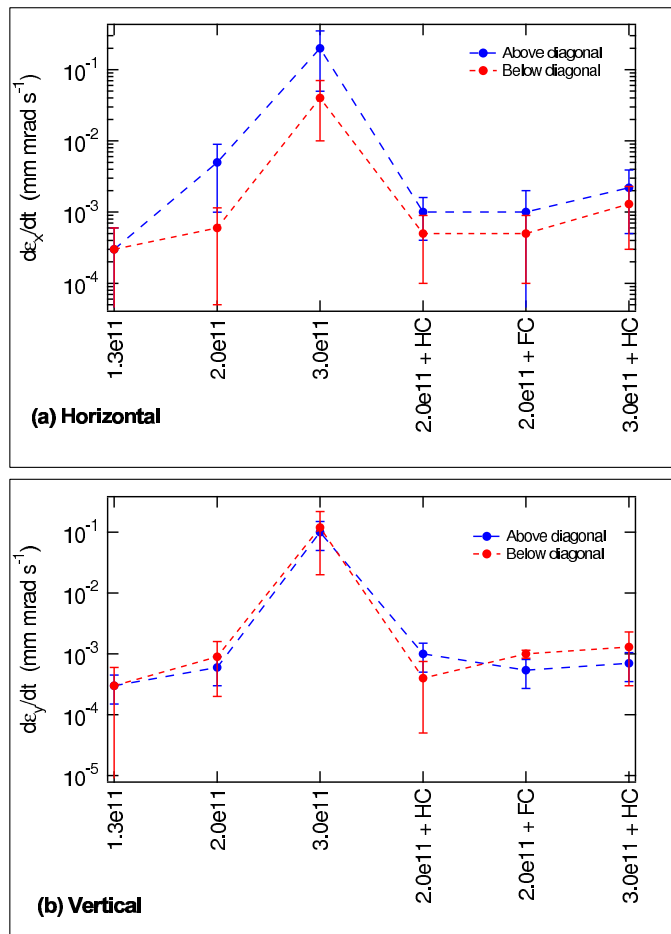 Above diagonal
Below diagonal
10⁻¹
10⁻²
10⁻³
10⁻⁴
dεₓ/dt (mm mrad s⁻¹)
1.3e11
2.0e11
3.0e11
2.0e11 + HC
2.0e11 + FC
3.0e11 + HC
(a) Horizontal
Above diagonal
Below diagonal
10⁻¹
10⁻²
10⁻³
10⁻⁴
10⁻⁵
dεy/dt (mm mrad s⁻¹)
1.3e11
2.0e11
3.0e11
2.0e11 + HC
2.0e11 + FC
3.0e11 + HC
(b) Vertical